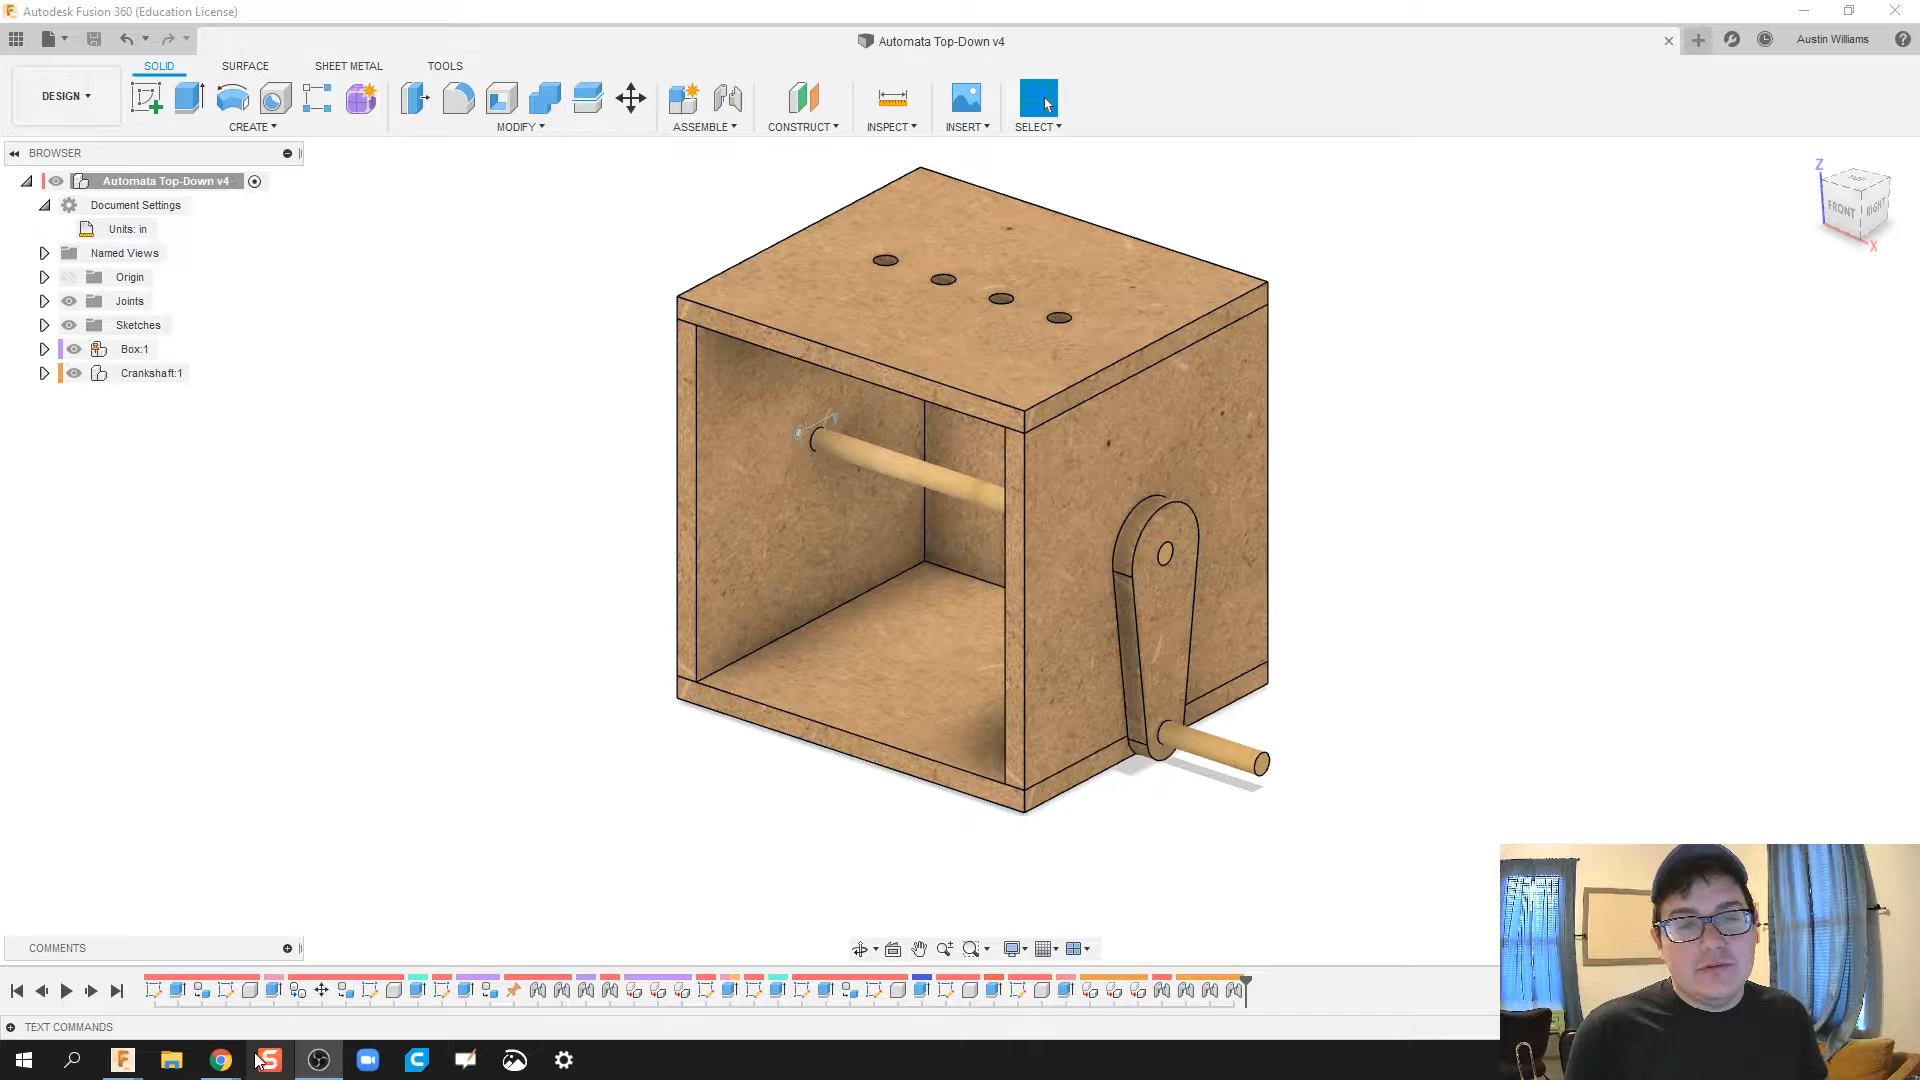 Autodesk Fusion 360 (Education License)
Automata Top-Down v4
Austin Williams
DESIGN
SOLID
SURFACE
SHEET METAL
TOOLS
CREATE
MODIFY
ASSEMBLE
CONSTRUCT
INSPECT
INSERT
SELECT
BROWSER
Automata Top-Down v4
Document Settings
Units: in
Named Views
Origin
Joints
Sketches
Box:1
Crankshaft:1
Z
FRONT
RIGHT
X
COMMENTS
TEXT COMMANDS